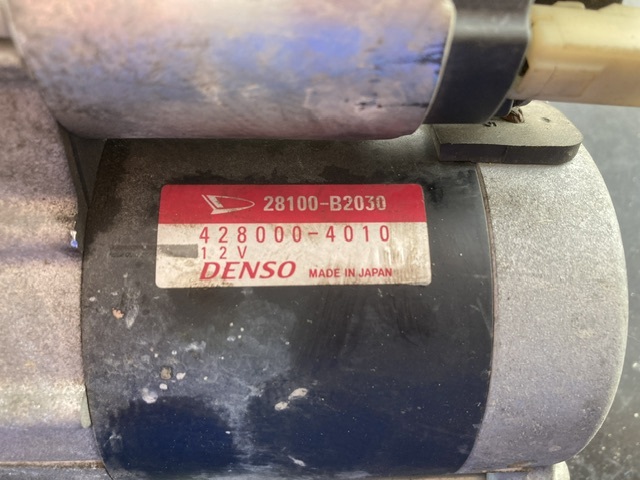 28100-B2030
428000-4010
12V
DENSO MADE IN JAPAN